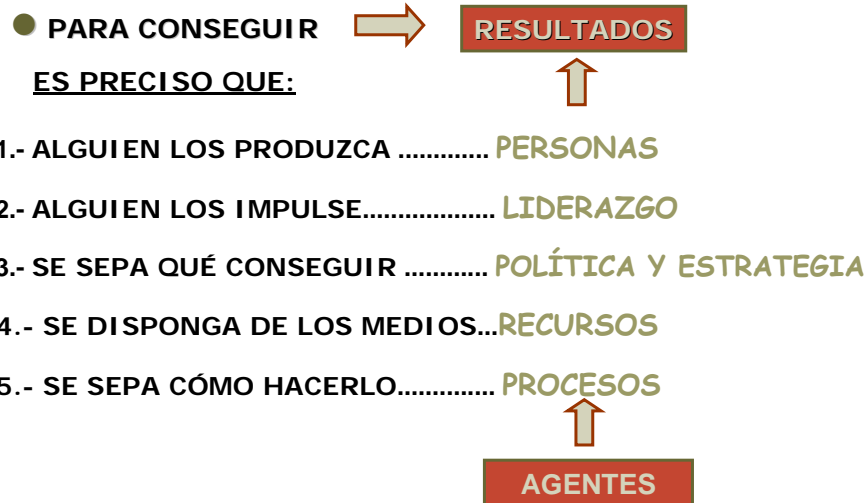 PARA CONSEGUIR RESULTADOS
ES PRECISO QUE:
1.- ALGUIEN LOS PRODUZCA ............. PERSONAS
2.- ALGUIEN LOS IMPULSE................... LIDERAZGO
3.- SE SEPA QUÉ CONSEGUIR ............ POLÍTICA Y ESTRATEGIA
4.- SE DISPONGA DE LOS MEDIOS...RECURSOS
5.- SE SEPA CÓMO HACERLO.............. PROCESOS
AGENTES